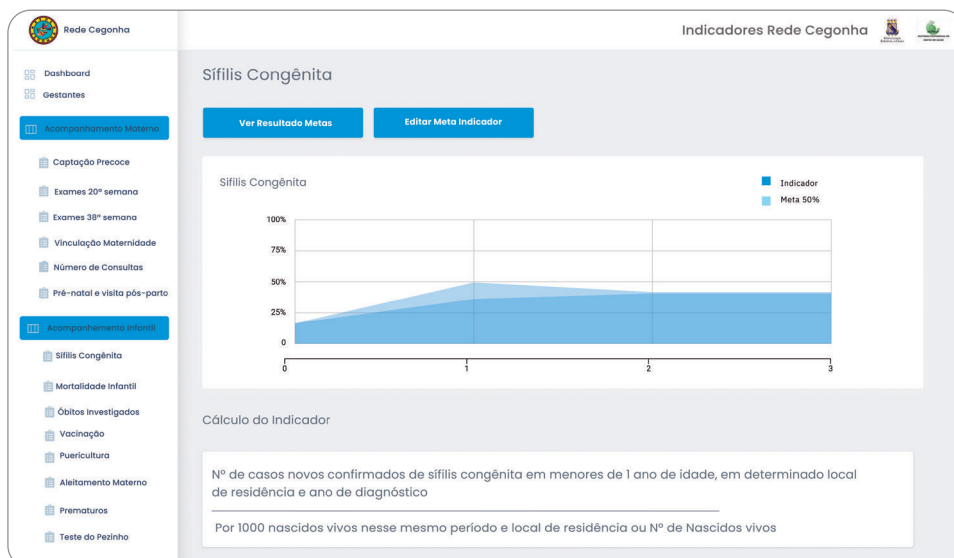 Rede Cegonha
Indicadores Rede Cegonha
Dashboard
Gestantes
Acompanhamento Materno
Captação Precoce
Exames 20ª semana
Exames 38ª semana
Vinculação Maternidade
Número de Consultas
Pré-natal e visita pós-parto
Acompanhemento Infantil
Sífilis Congênita
Mortalidade Infantil
Óbitos Investigados
Vacinação
Puericultura
Aleitamento Materno
Prematuros
Teste do Pezinho
Sífilis Congênita
Ver Resultado Metas
Editar Meta Indicador
Sífilis Congênita
Indicador
Meta 50%
100%
75%
50%
25%
0
0 1 2 3
Cálculo do Indicador
Nº de casos novos confirmados de sífilis congênita em menores de 1 ano de idade, em determinado local
de residência e ano de diagnóstico
Por 1000 nascidos vivos nesse mesmo período e local de residência ou Nº de Nascidos vivos